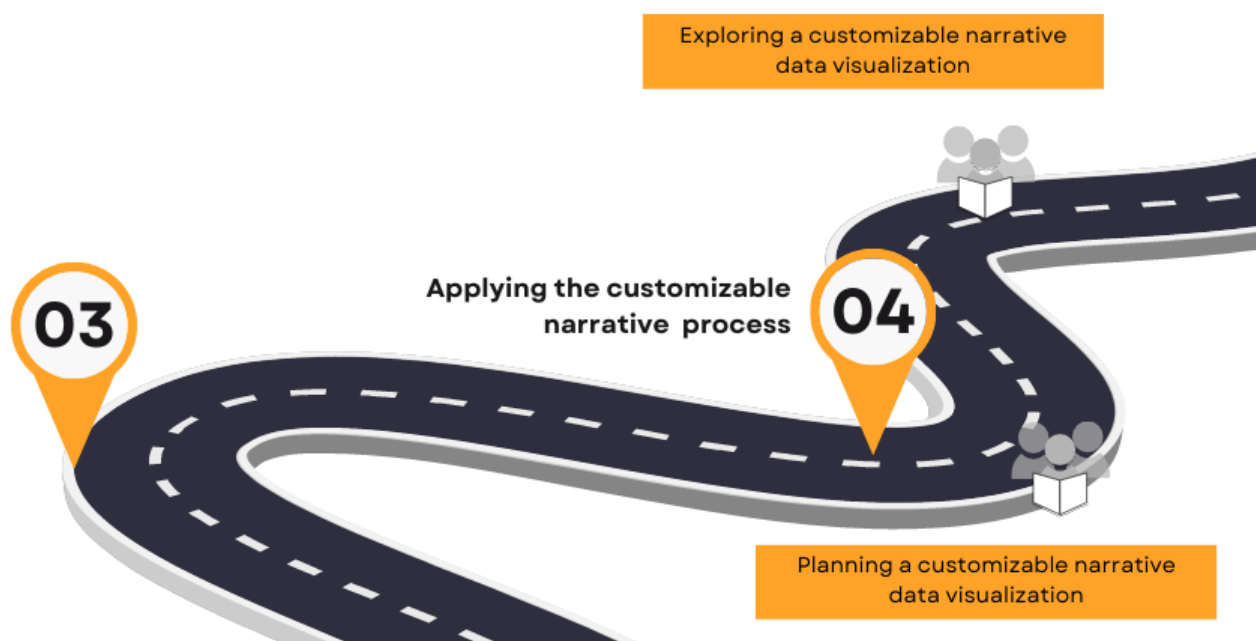 Exploring a customizable narrative
data visualization
03
Applying the customizable
narrative process
04
Planning a customizable narrative
data visualization